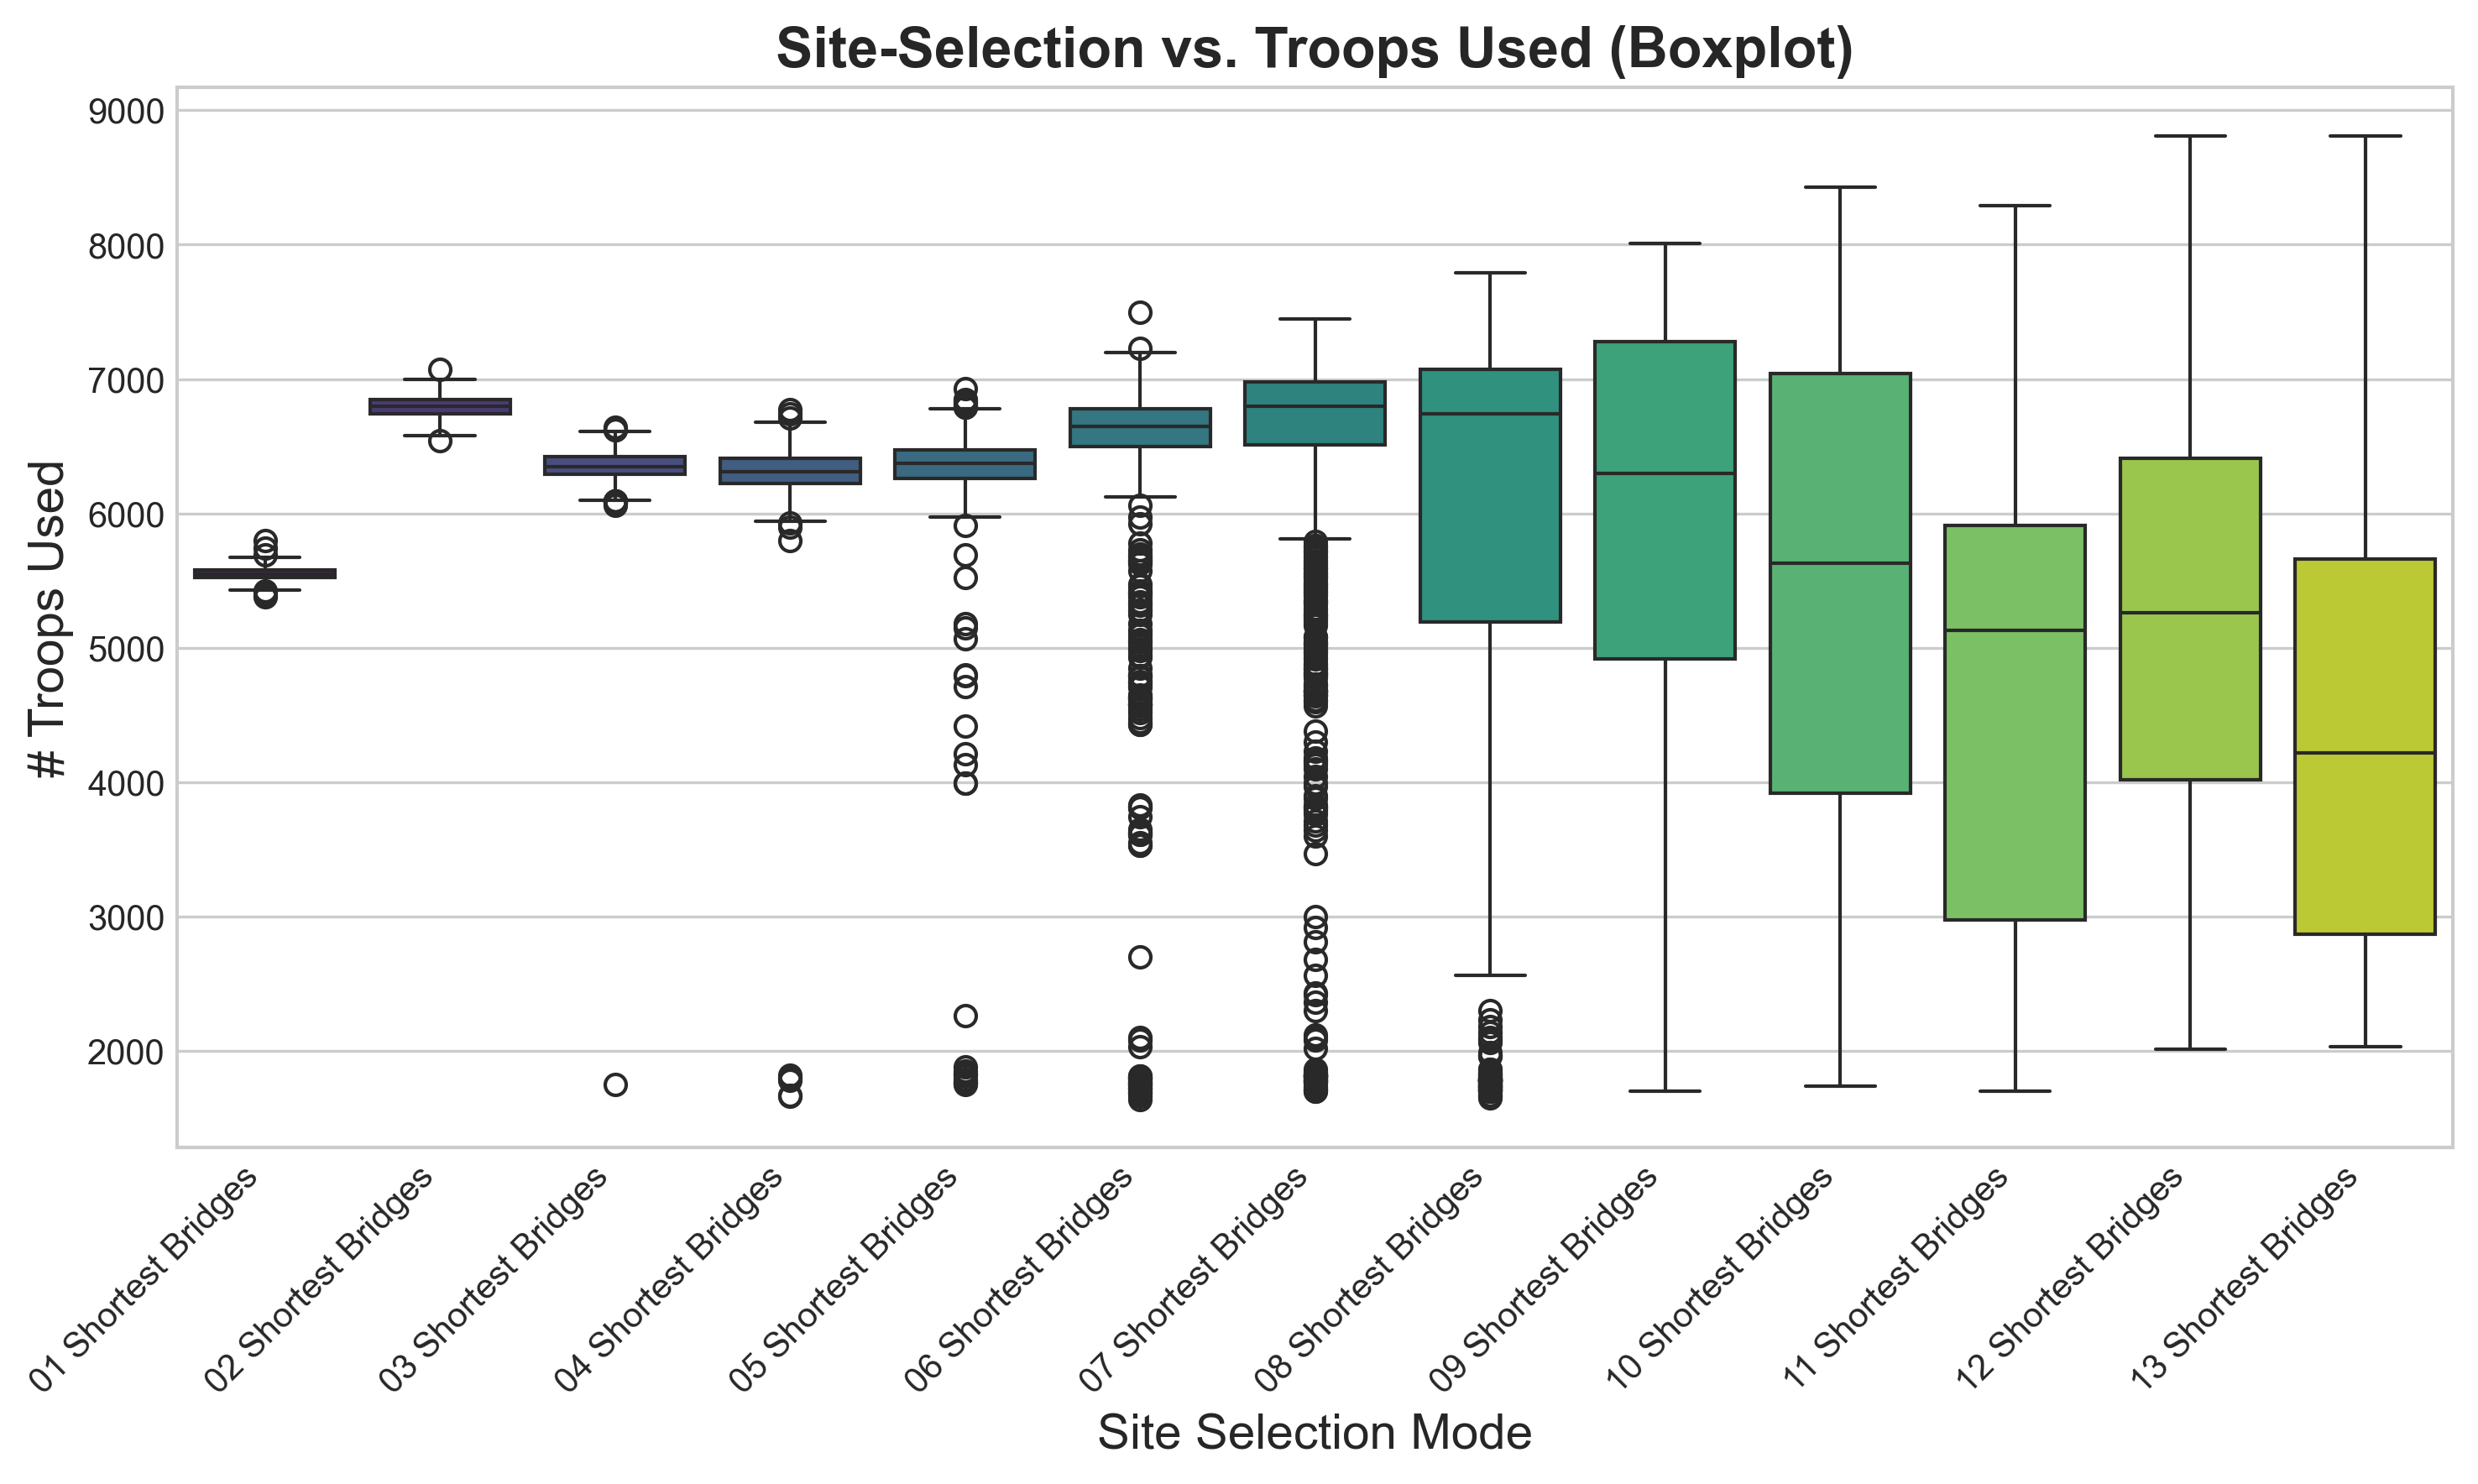 Site-Selection vs. Troops Used (Boxplot)
# Troops Used
9000
8000
7000
6000
5000
4000
3000
2000
01 Shortest Bridges
02 Shortest Bridges
03 Shortest Bridges
04 Shortest Bridges
05 Shortest Bridges
06 Shortest Bridges
07 Shortest Bridges
08 Shortest Bridges
09 Shortest Bridges
10 Shortest Bridges
11 Shortest Bridges
12 Shortest Bridges
13 Shortest Bridges
Site Selection Mode